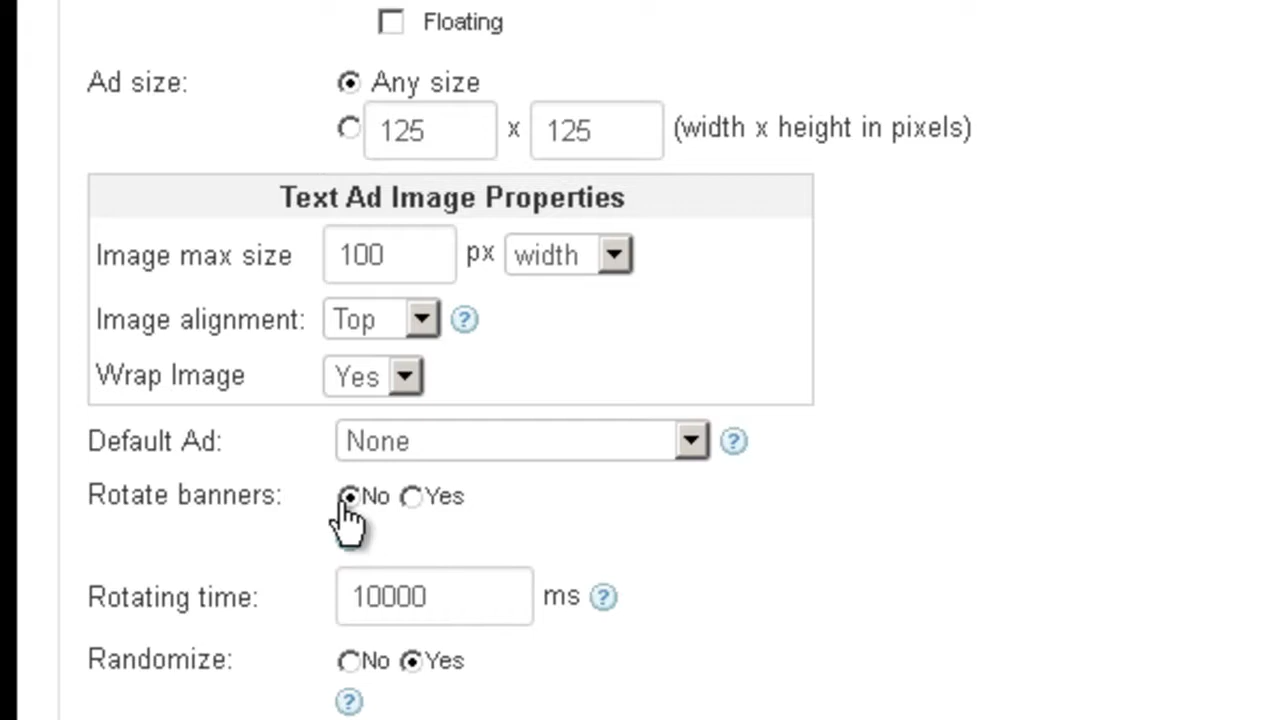 Floating
Ad size: Any size
125 x 125 (width x height in pixels)
Text Ad Image Properties
Image max size 100 px width
Image alignment: Top ?
Wrap Image Yes
Default Ad: None ?
Rotate banners: No Yes
Rotating time: 10000 ms ?
Randomize: No Yes
?